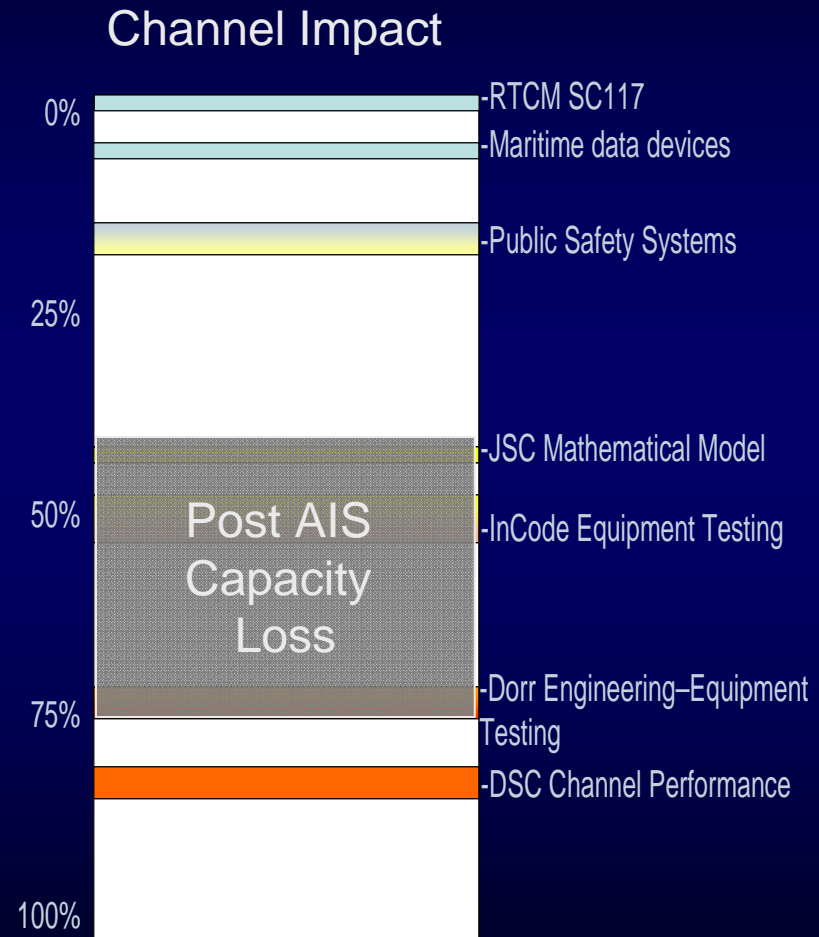 Channel Impact
0%
-RTCM SC117
-Maritime data devices
-Public Safety Systems
25%
-JSC Mathematical Model
50%
Post AIS
Capacity
Loss
-InCode Equipment Testing
-Dorr Engineering–Equipment
Testing
75%
-DSC Channel Performance
100%